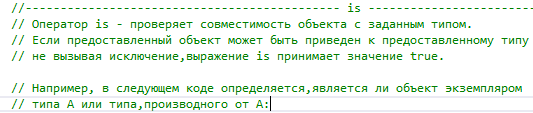 //---------------------------------------- is ----------------------
// Оператор is - проверяет совместимость объекта с заданным типом.
// Если предоставленный объект может быть приведен к предоставленному типу
// не вызывая исключение,выражение is принимает значение true.
// Например, в следующем коде определяется,является ли объект экземпляром
// типа A или типа,производного от A: